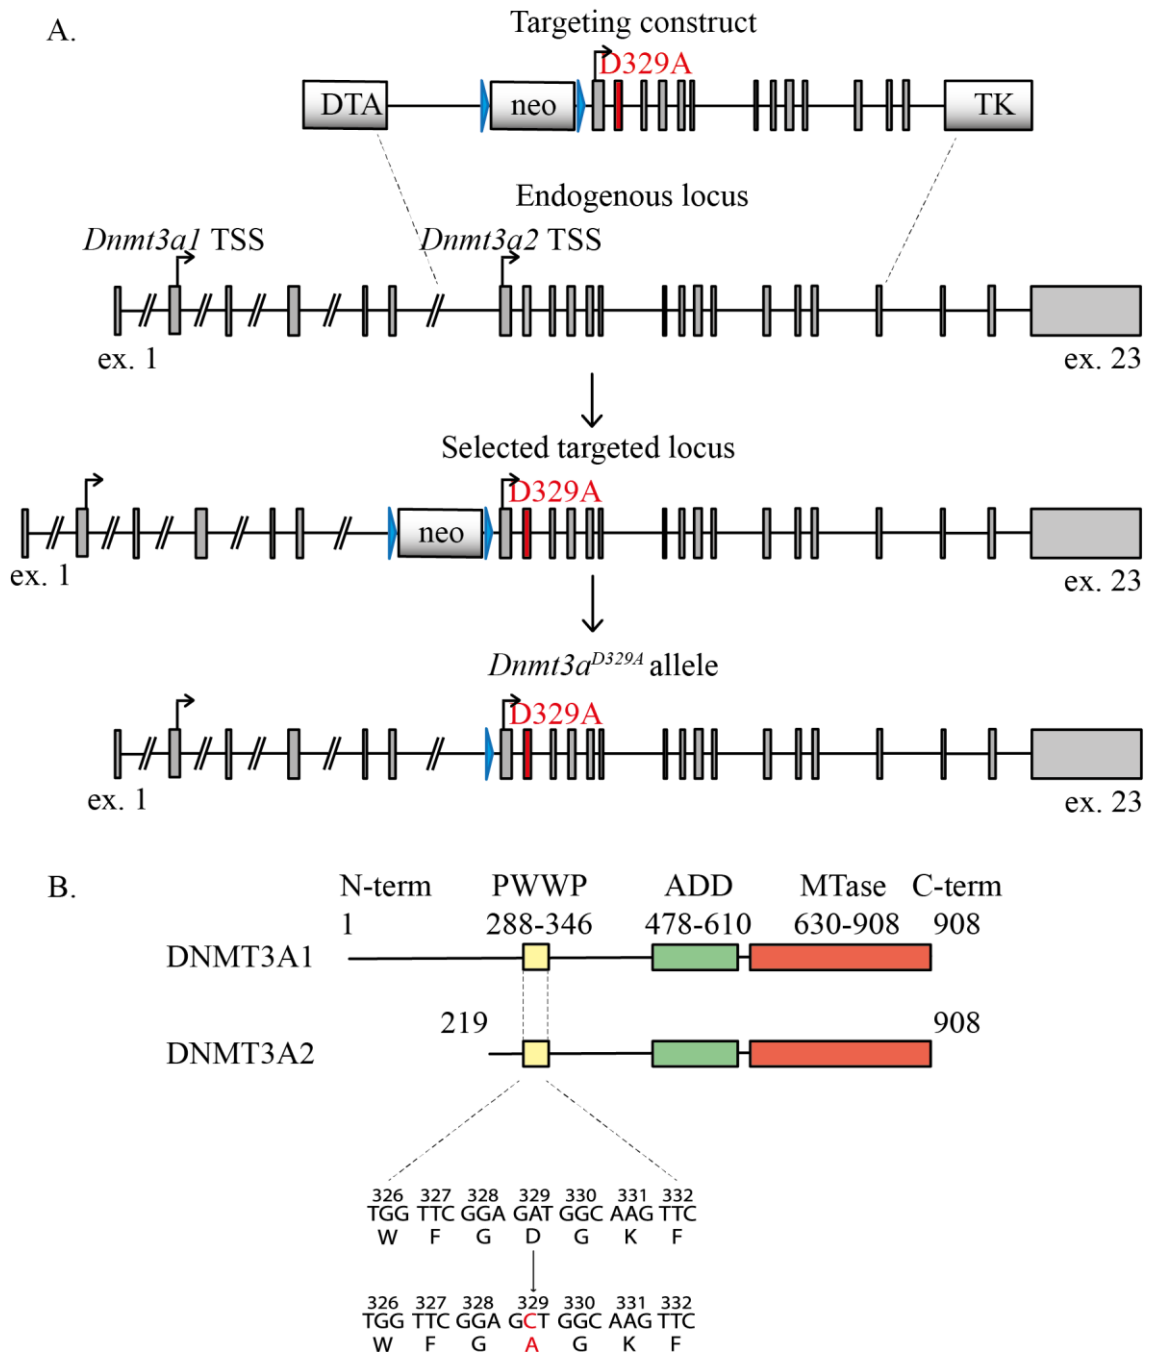 A.
Targeting construct
D329A
DTA
neo
TK
Endogenous locus
Dnmt3a1 TSS
Dnmt3a2 TSS
ex. 1
ex. 23
Selected targeted locus
D329A
neo
ex. 1
ex. 23
Dnmt3a^D329A allele
D329A
ex. 1
ex. 23
B.
N-term PWWP ADD MTase C-term
1 288-346 478-610 630-908 908
DNMT3A1
219 908
DNMT3A2
326 327 328 329 330 331 332
TGG TTC GGA GAT GGC AAG TTC
W F G D G K F
326 327 328 329 330 331 332
TGG TTC GGA GCT GGC AAG TTC
W F G A G K F